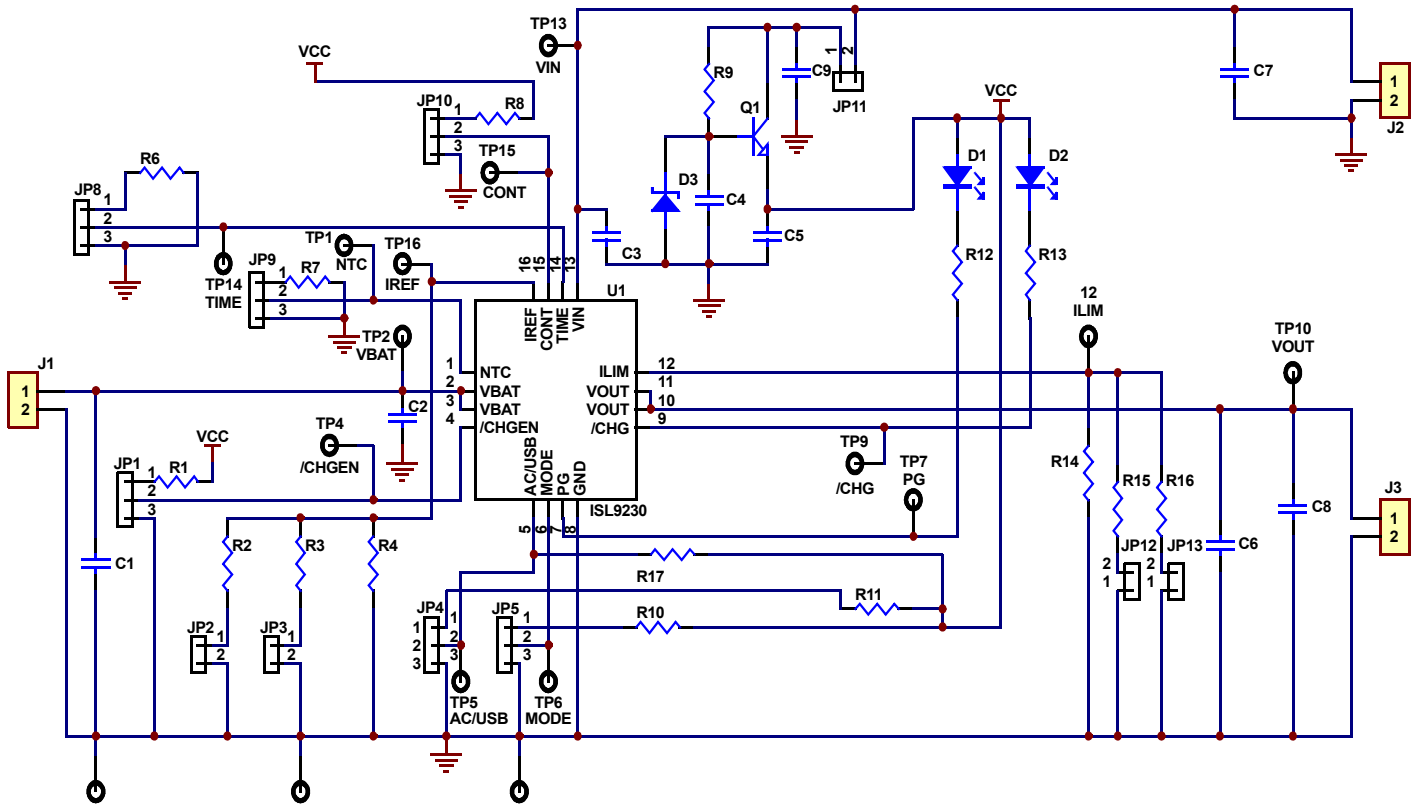 TP13
VIN
VCC
JP10
1
2
3
R8
TP15
CONT
R9
Q1
C9
1
2
JP11
VCC
C7
1
2
J2
R6
JP8
1
2
3
TP14
TIME
TP1
NTC
TP16
IREF
JP9
1
2
3
R7
D3
C4
C3
C5
D1
D2
R12
R13
16
15
14
13
U1
IREF
CONT
TIME
VIN
TP2
VBAT
12
ILIM
TP10
VOUT
J1
1
2
C2
1
2
3
4
NTC
VBAT
VBAT
/CHGEN
ILIM
VOUT
VOUT
/CHG
12
11
10
9
TP4
/CHGEN
VCC
JP1
1
2
3
R1
AC/USB
MODE
PG
GND
ISL9230
5
6
7
8
TP9
/CHG
TP7
PG
R14
R15
R16
C8
J3
1
2
C1
R2
R3
R4
JP12
2
1
JP13
2
1
C6
R17
R11
R10
JP2
1
2
JP3
1
2
JP4
1
2
3
1
2
3
JP5
1
2
3
TP5
AC/USB
TP6
MODE